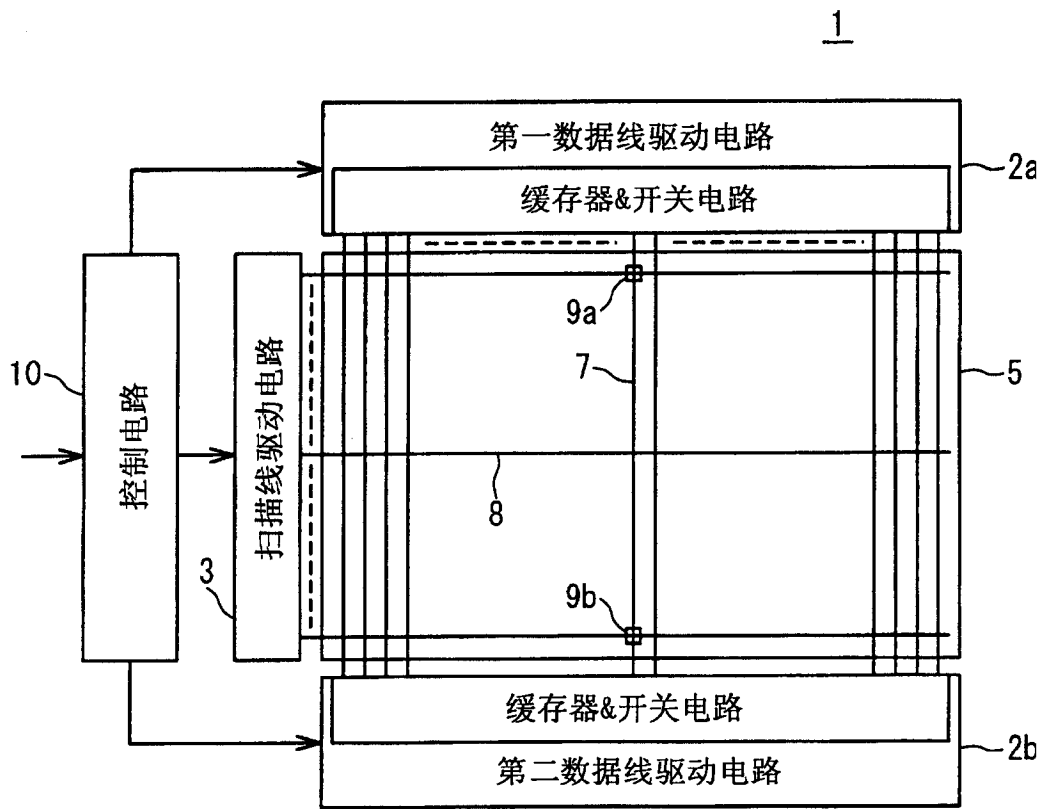 1
第一数据线驱动电路
2a
缓存器&开关电路
9a
10
控制电路
扫描线驱动电路
7
5
8
3
9b
缓存器&开关电路
2b
第二数据线驱动电路